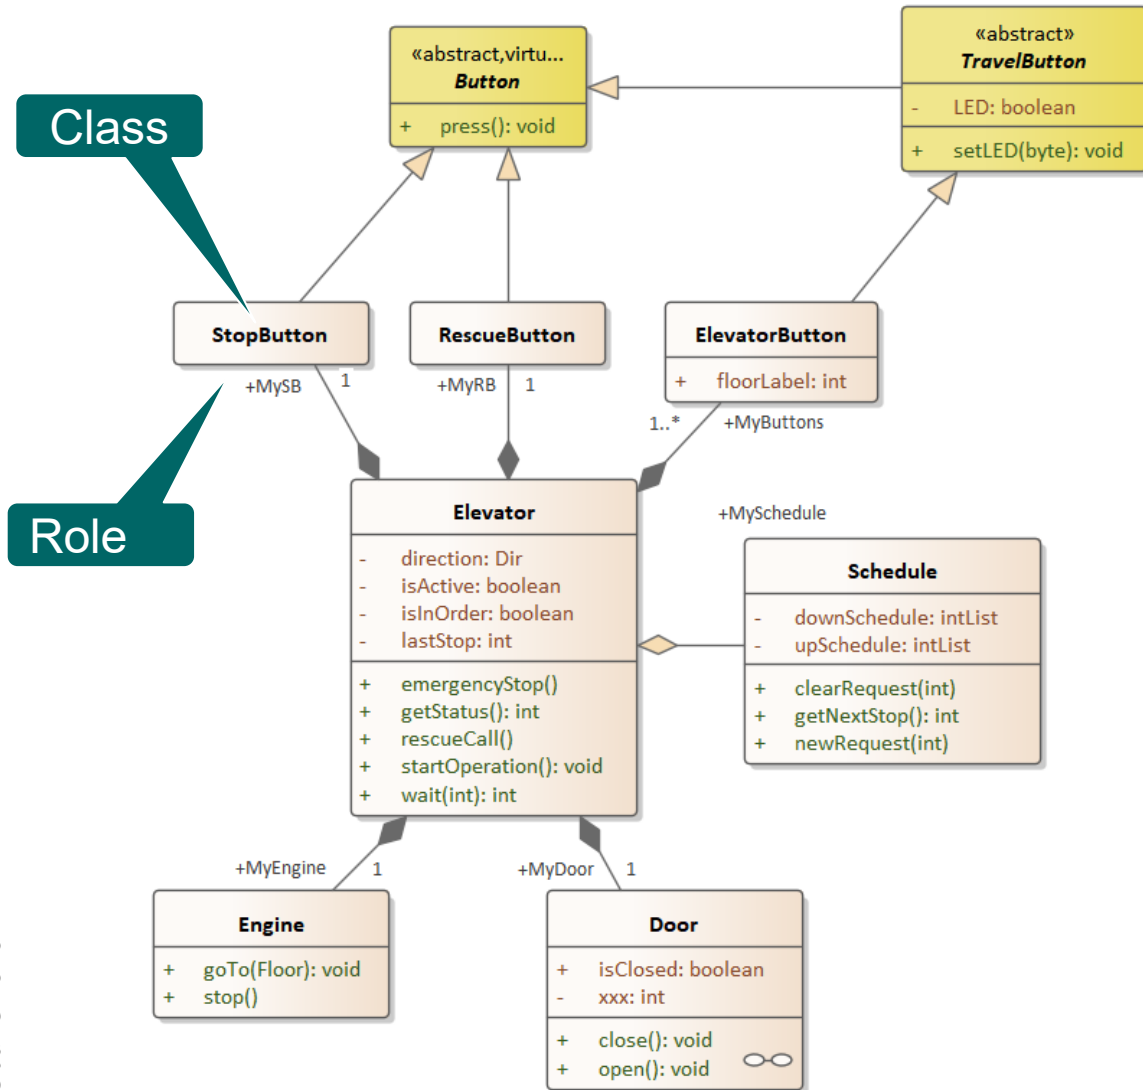 «abstract,virtu...
Button
+ press(): void
«abstract»
TravelButton
- LED: boolean
+ setLED(byte): void
Class
StopButton
RescueButton
ElevatorButton
+ floorLabel: int
+MySB 1
+MyRB 1
1..* +MyButtons
Role
Elevator
- direction: Dir
- isActive: boolean
- isInOrder: boolean
- lastStop: int
+ emergencyStop()
+ getStatus(): int
+ rescueCall()
+ startOperation(): void
+ wait(int): int
+MySchedule
Schedule
- downSchedule: intList
- upSchedule: intList
+ clearRequest(int)
+ getNextStop(): int
+ newRequest(int)
+MyEngine 1
+MyDoor 1
Engine
+ goTo(Floor): void
+ stop()
Door
+ isClosed: boolean
- xxx: int
+ close(): void
+ open(): void